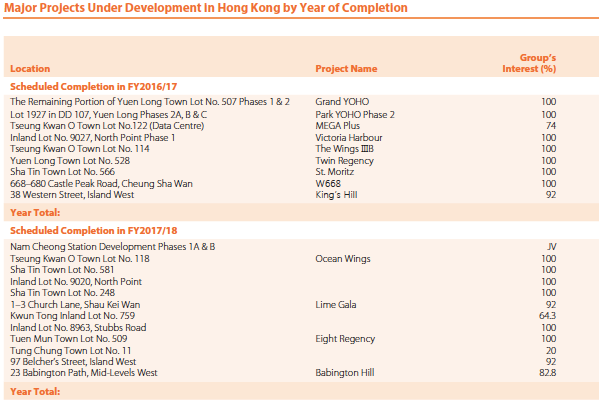 Major Projects Under Development in Hong Kong by Year of Completion
Group's
Location Project Name Interest (%)
Scheduled Completion in FY2016/17
The Remaining Portion of Yuen Long Town Lot No. 507 Phases 1 & 2 Grand YOHO 100
Lot 1927 in DD 107, Yuen Long Phases 2A, B & C Park YOHO Phase 2 100
Tseung Kwan O Town Lot No.122 (Data Centre) MEGA Plus 74
Inland Lot No. 9027, North Point Phase 1 Victoria Harbour 100
Tseung Kwan O Town Lot No. 114 The Wings IIIB 100
Yuen Long Town Lot No. 528 Twin Regency 100
Sha Tin Town Lot No. 566 St. Moritz 100
668–680 Castle Peak Road, Cheung Sha Wan W668 100
38 Western Street, Island West King's Hill 92
Year Total:
Scheduled Completion in FY2017/18
Nam Cheong Station Development Phases 1A & B JV
Tseung Kwan O Town Lot No. 118 Ocean Wings 100
Sha Tin Town Lot No. 581 100
Inland Lot No. 9020, North Point 100
Sha Tin Town Lot No. 248 100
1–3 Church Lane, Shau Kei Wan Lime Gala 92
Kwun Tong Inland Lot No. 759 64.3
Inland Lot No. 8963, Stubbs Road 100
Tuen Mun Town Lot No. 509 Eight Regency 100
Tung Chung Town Lot No. 11 20
97 Belcher's Street, Island West 92
23 Babington Path, Mid-Levels West Babington Hill 82.8
Year Total: